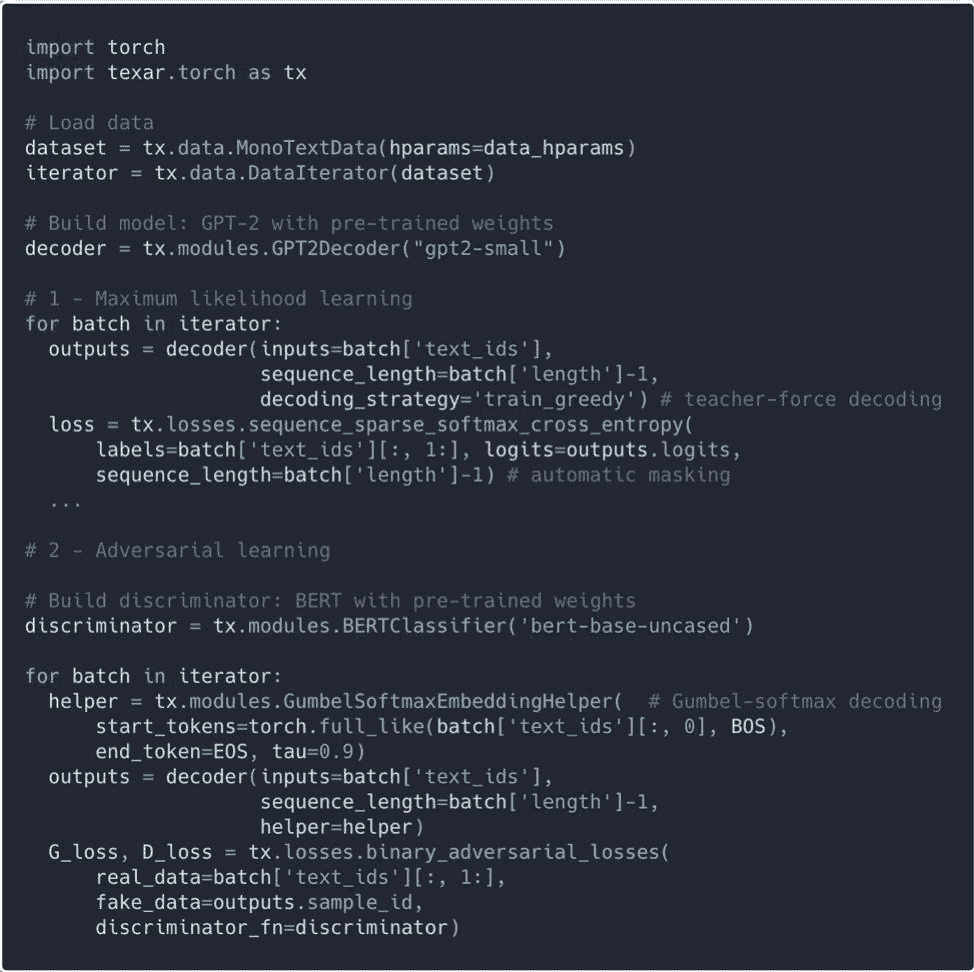 import torch
import texar.torch as tx
# Load data
dataset = tx.data.MonoTextData(hparams=data_hparams)
iterator = tx.data.DataIterator(dataset)
# Build model: GPT-2 with pre-trained weights
decoder = tx.modules.GPT2Decoder("gpt2-small")
# 1 - Maximum likelihood learning
for batch in iterator:
  outputs = decoder(inputs=batch['text_ids'],
                    sequence_length=batch['length']-1,
                    decoding_strategy='train_greedy') # teacher-force decoding
  loss = tx.losses.sequence_sparse_softmax_cross_entropy(
      labels=batch['text_ids'][:, 1:], logits=outputs.logits,
      sequence_length=batch['length']-1) # automatic masking
  ...
# 2 - Adversarial learning
# Build discriminator: BERT with pre-trained weights
discriminator = tx.modules.BERTClassifier('bert-base-uncased')
for batch in iterator:
  helper = tx.modules.GumbelSoftmaxEmbeddingHelper(  # Gumbel-softmax decoding
      start_tokens=torch.full_like(batch['text_ids'][:, 0], BOS),
      end_token=EOS, tau=0.9)
  outputs = decoder(inputs=batch['text_ids'],
                    sequence_length=batch['length']-1,
                    helper=helper)
  G_loss, D_loss = tx.losses.binary_adversarial_losses(
      real_data=batch['text_ids'][:, 1:],
      fake_data=outputs.sample_id,
      discriminator_fn=discriminator)